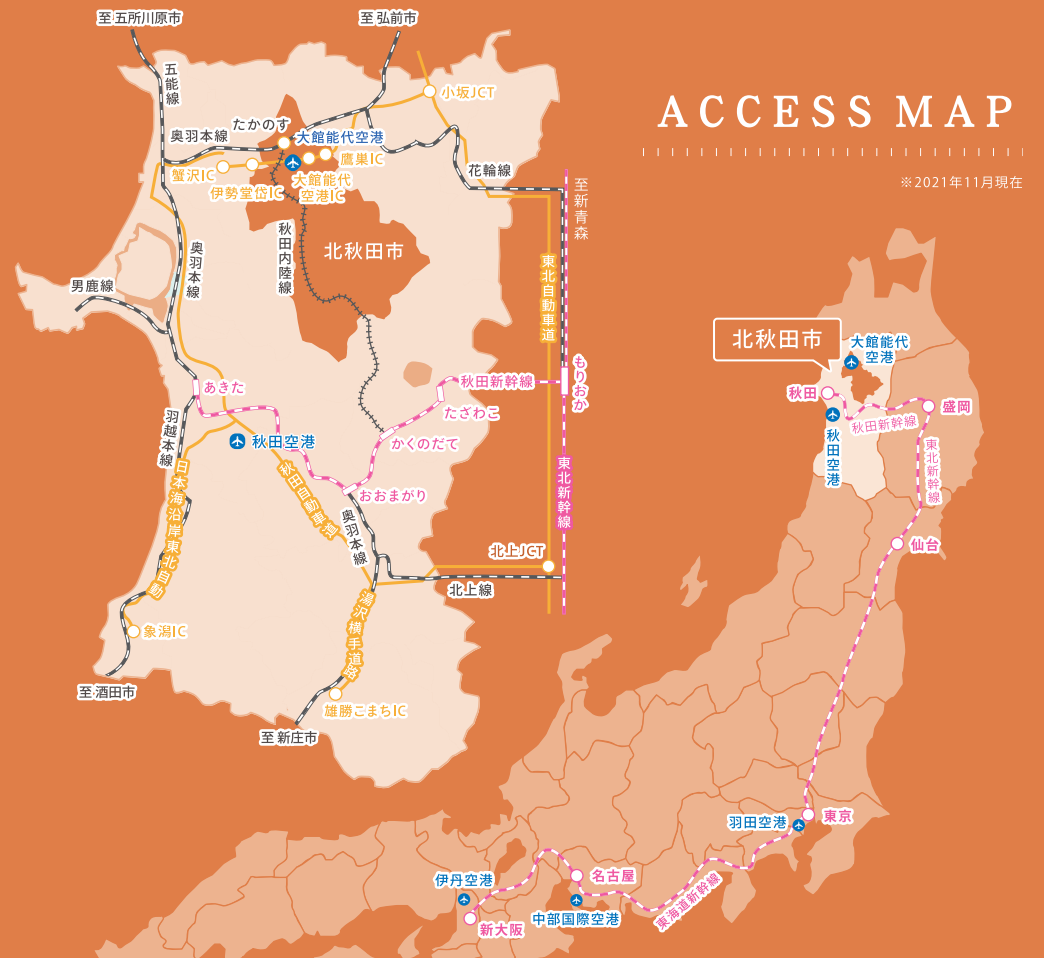 至五所川原市
至弘前市
ACCESS MAP
※2021年11月現在
五能線
小坂JCT
たかのす
奥羽本線
大館能代空港
鷹巣IC
蟹沢IC
伊勢堂岱IC
大館能代
空港IC
花輪線
至新青森
秋田内陸線
北秋田市
奥羽本線
東北自動車道
男鹿線
もりおか
秋田新幹線
あきた
たざわこ
羽越本線
秋田空港
かくのだて
日本海沿岸東北自動
秋田自動車道
おおまがり
奥羽本線
東北新幹線
北上JCT
北上線
湯沢横手道路
象潟IC
至酒田市
雄勝こまちIC
至新庄市
北秋田市
大館能代
空港
秋田
盛岡
秋田新幹線
秋田空港
東北新幹線
仙台
羽田空港
東京
伊丹空港
名古屋
東海道新幹線
中部国際空港
新大阪